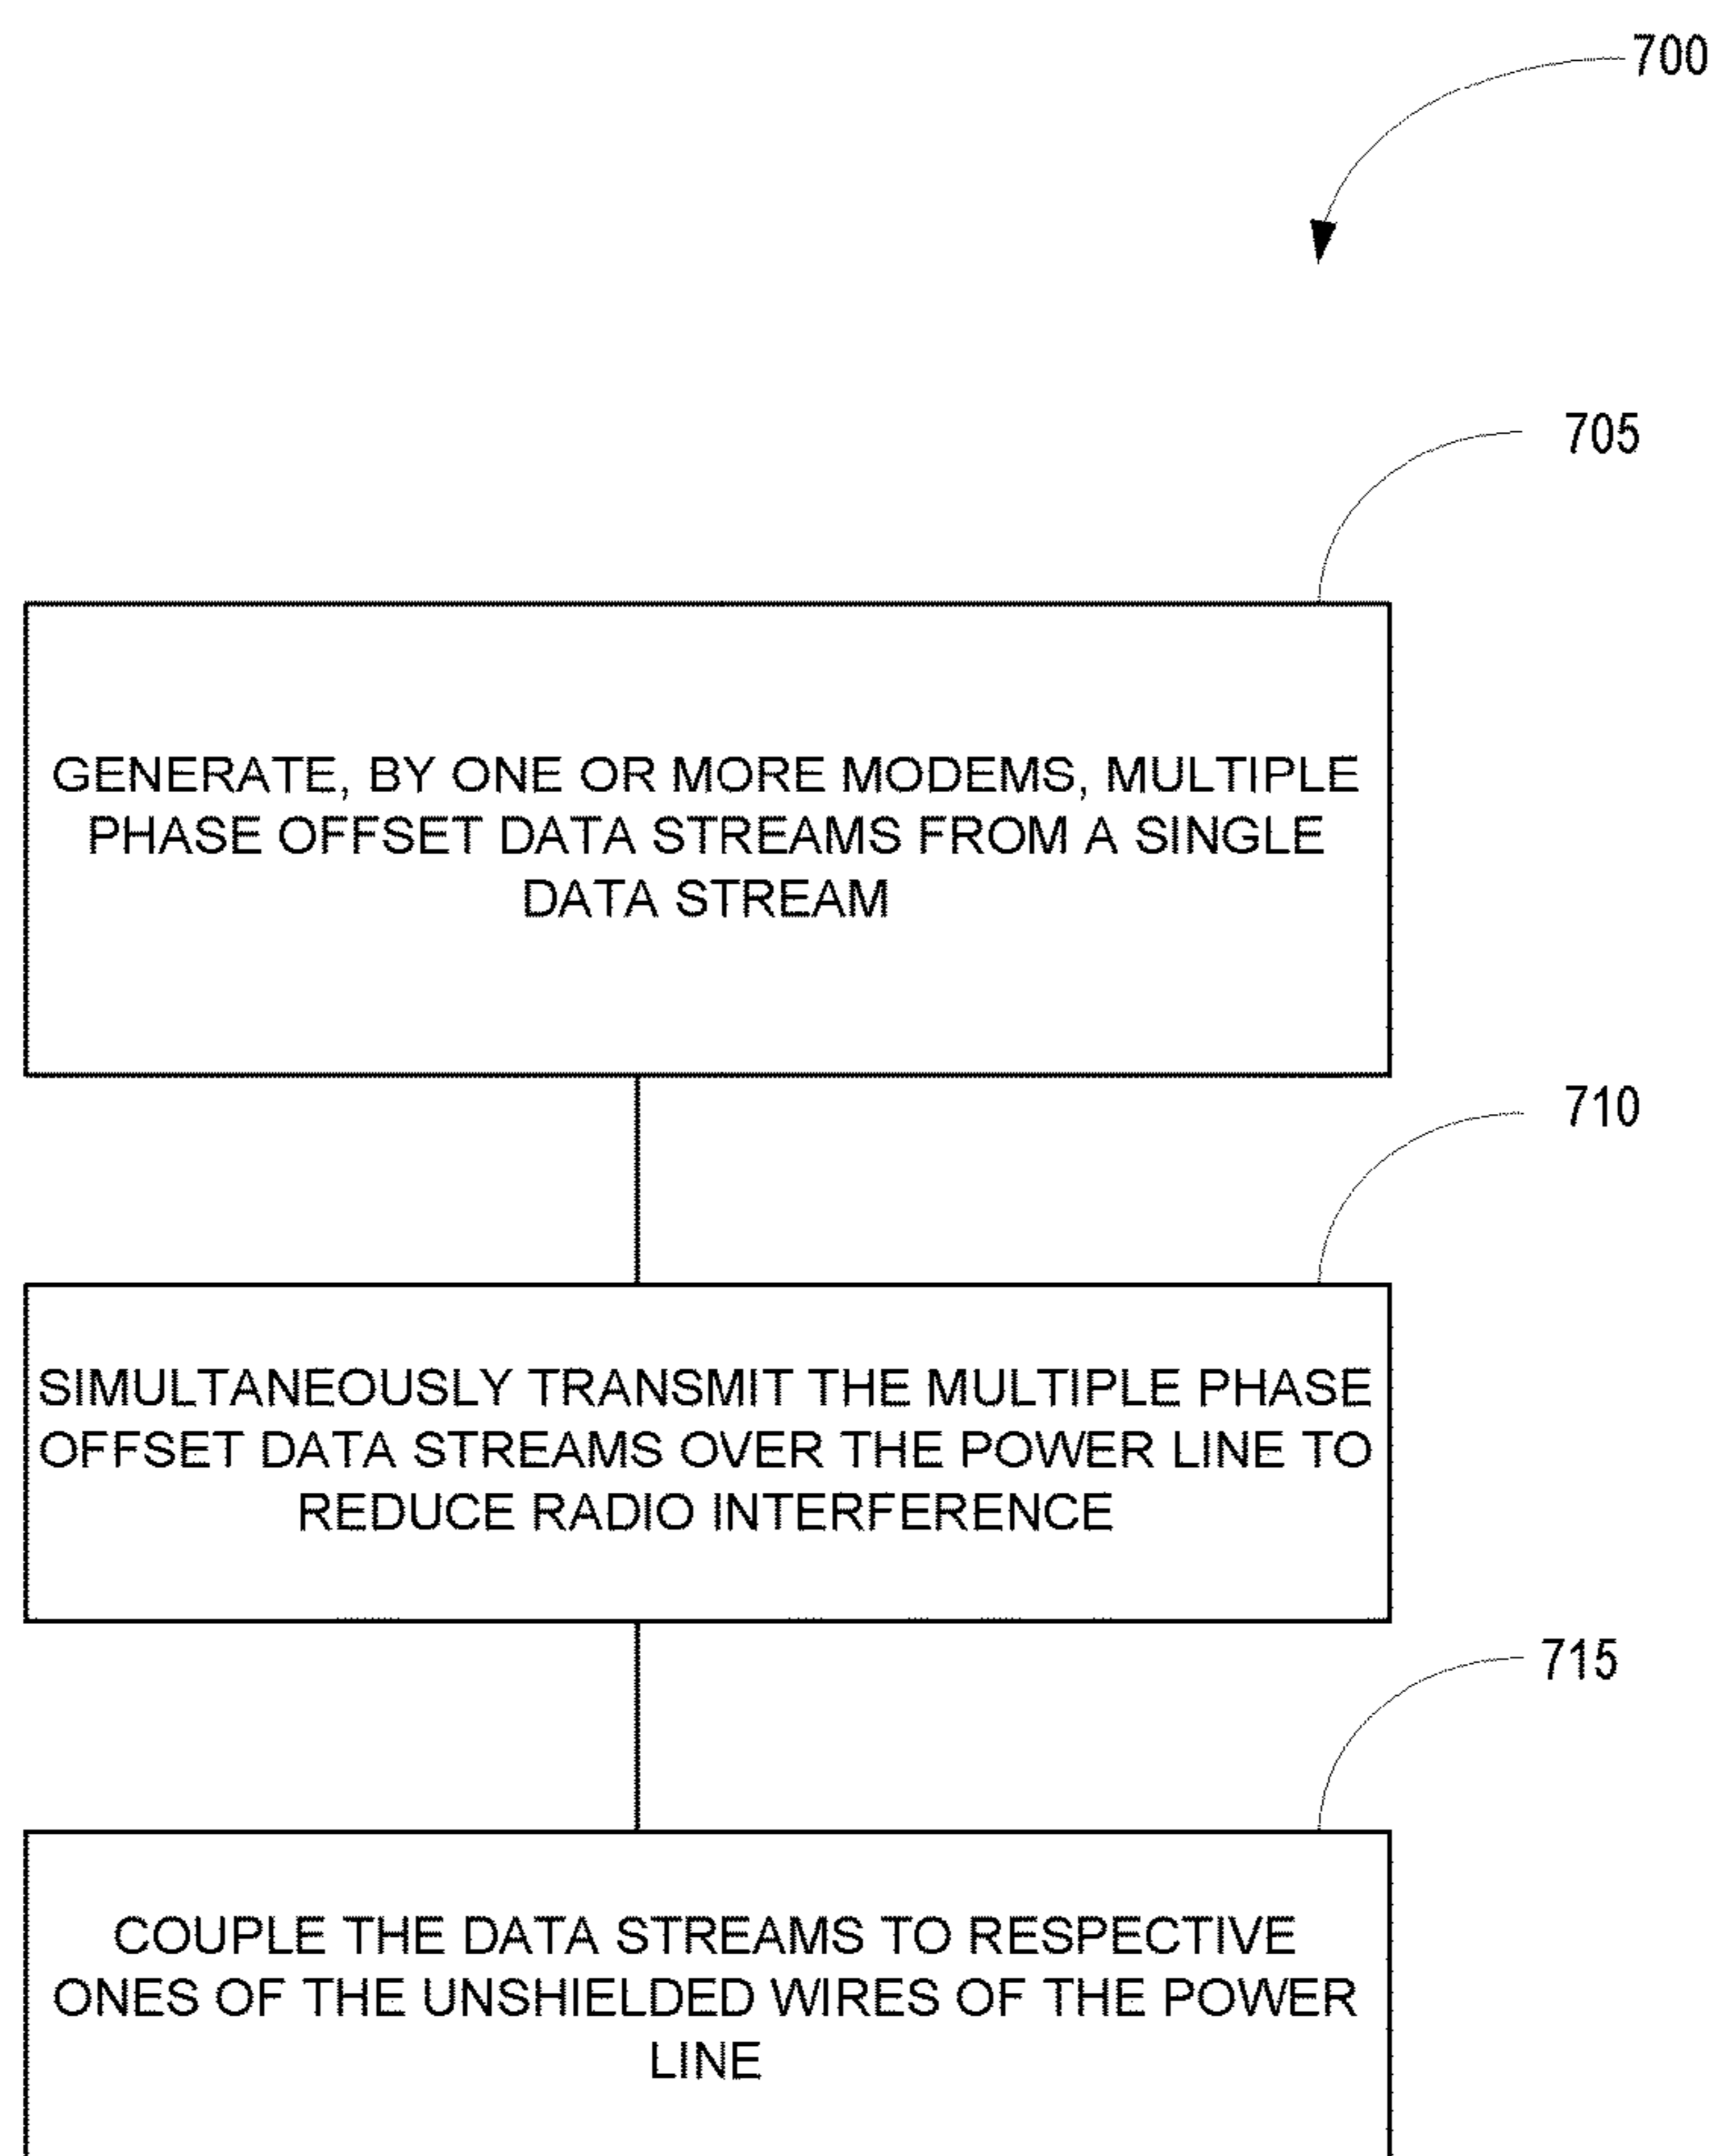 700
705
GENERATE, BY ONE OR MORE MODEMS, MULTIPLE
PHASE OFFSET DATA STREAMS FROM A SINGLE
DATA STREAM
710
SIMULTANEOUSLY TRANSMIT THE MULTIPLE PHASE
OFFSET DATA STREAMS OVER THE POWER LINE TO
REDUCE RADIO INTERFERENCE
715
COUPLE THE DATA STREAMS TO RESPECTIVE
ONES OF THE UNSHIELDED WIRES OF THE POWER
LINE